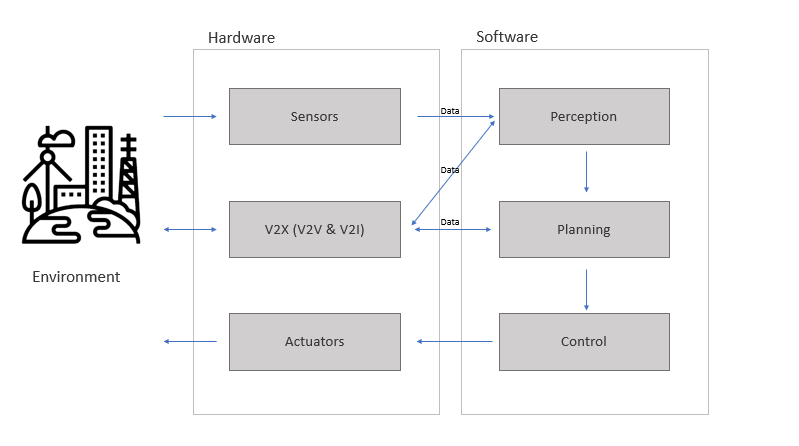 Hardware
Software
Sensors
Data
Perception
Data
V2X (V2V & V2I)
Data
Planning
Environment
Actuators
Control